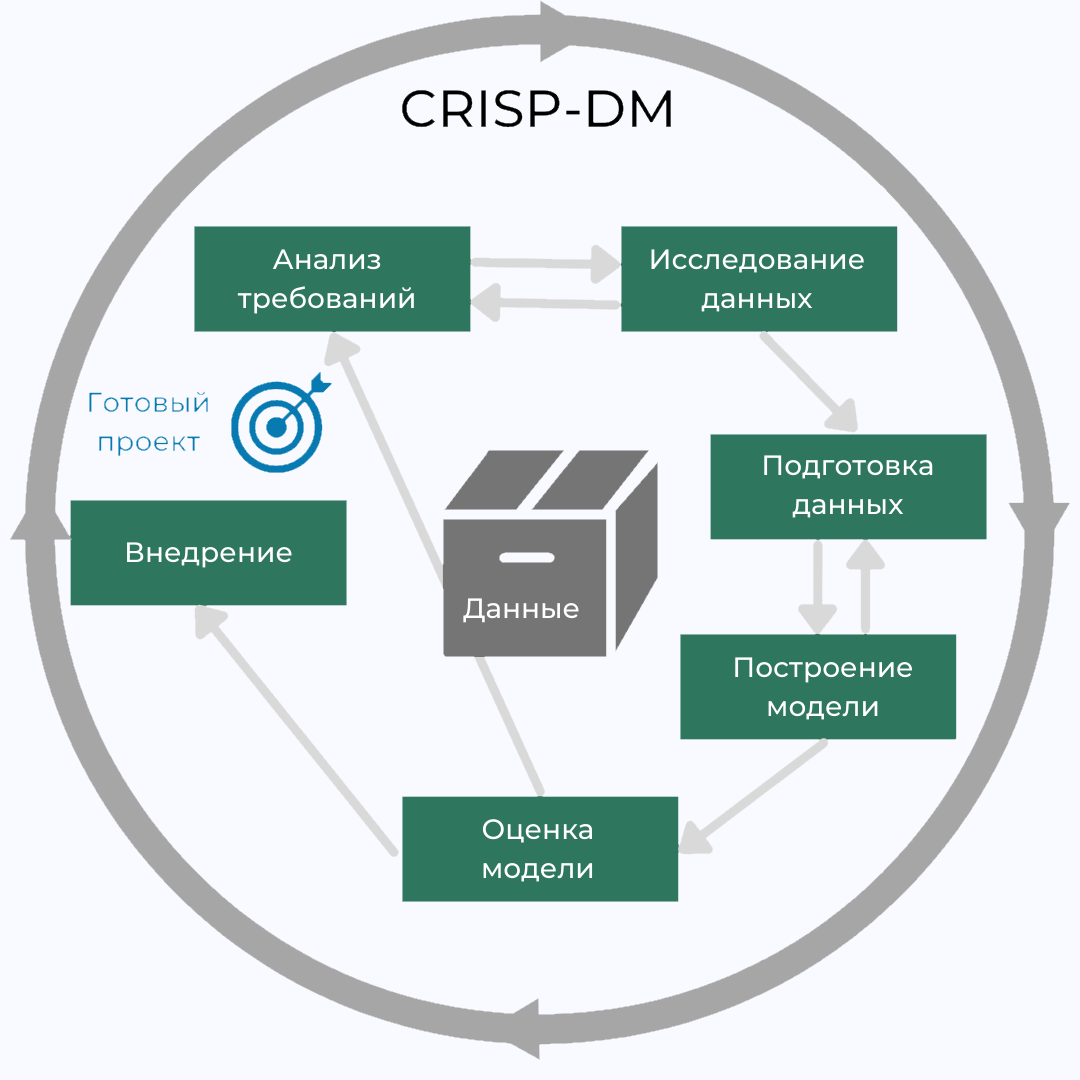 CRISP-DM
Анализ
требований
Исследование
данных
Готовый
проект
Подготовка
данных
Внедрение
Данные
Построение
модели
Оценка
модели